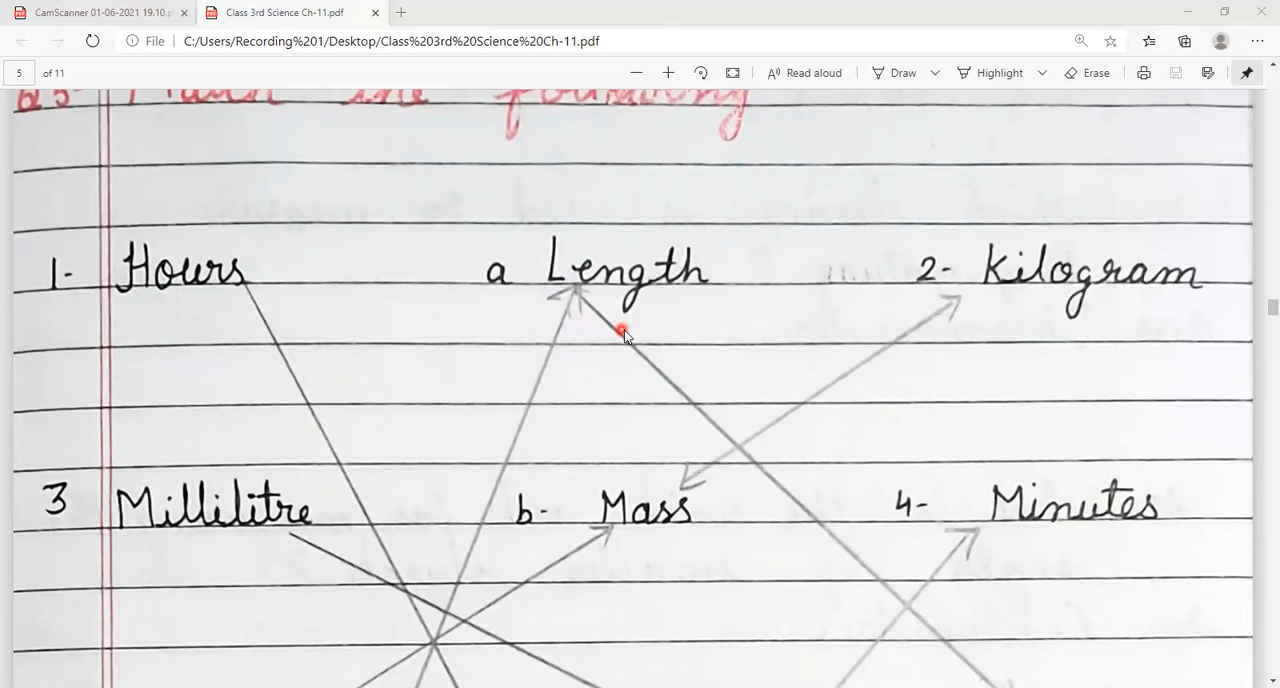 CamScanner 01-06-2021 19.10.p
Class 3rd Science Ch-11.pdf
File C:/Users/Recording%201/Desktop/Class%203rd%20Science%20Ch-11.pdf
5 of 11 Read aloud Draw Highlight Erase
the following
1- Hours a Length 2- Kilogram
3 Millilitre b- Mass 4- Minutes